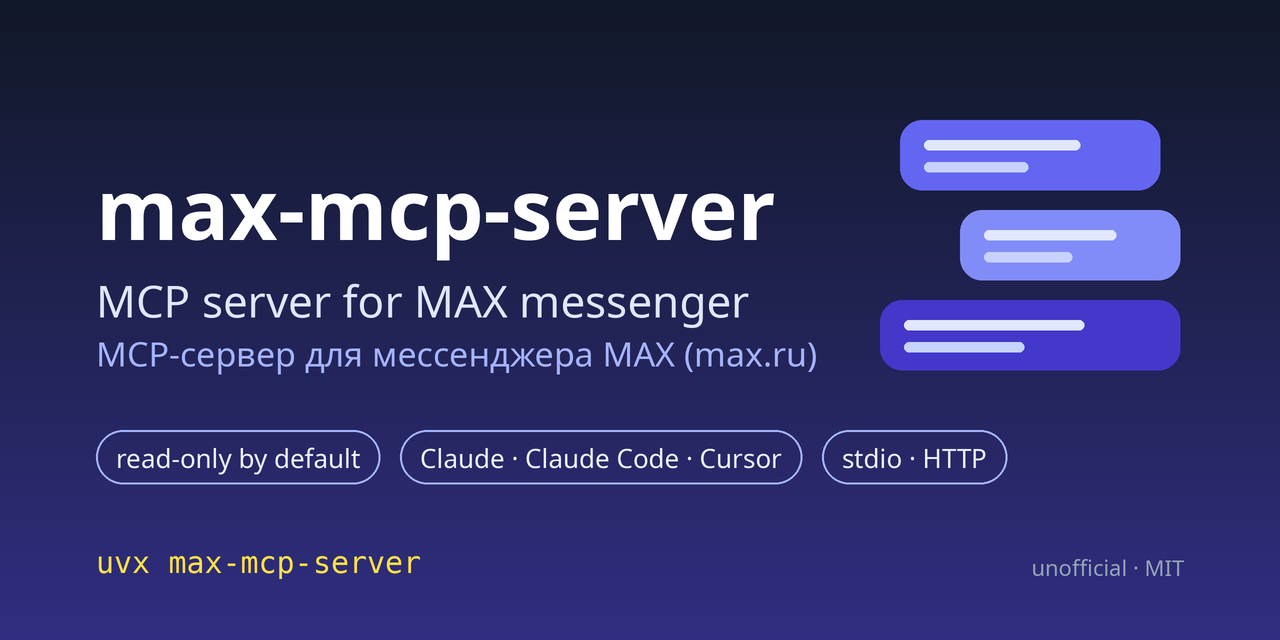 max-mcp-server
MCP server for MAX messenger
MCP-сервер для мессенджера MAX (max.ru)
read-only by default
Claude · Claude Code · Cursor
stdio · HTTP
uvx max-mcp-server
unofficial · MIT